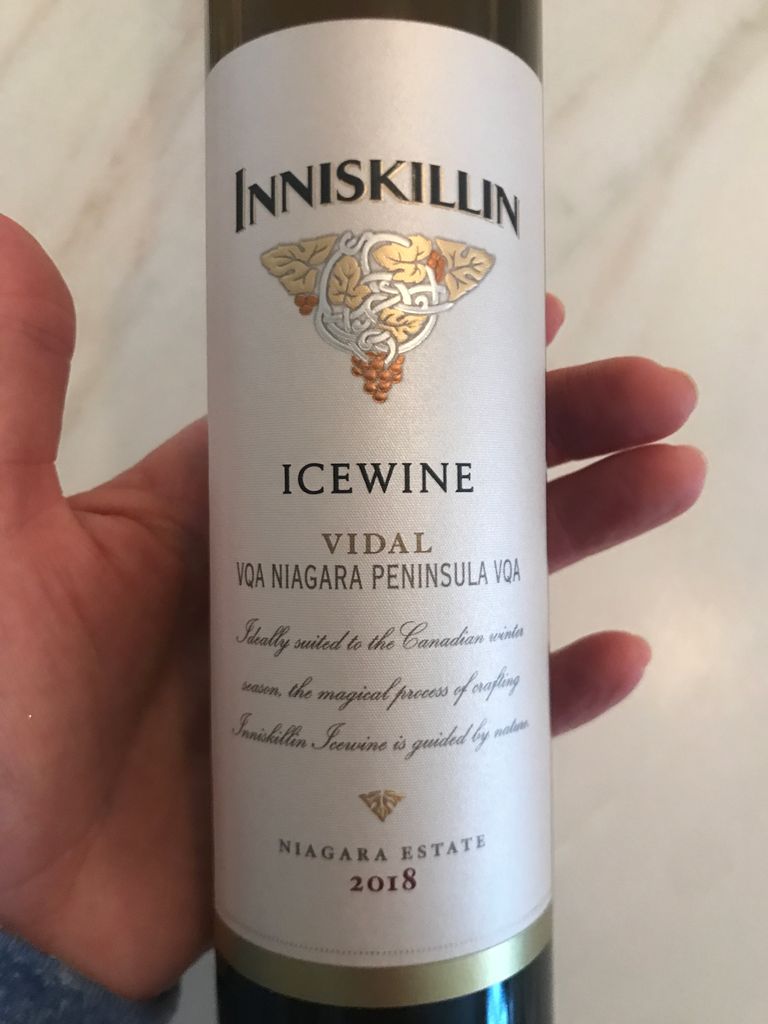 INNISKILLIN
ICEWINE
VIDAL
VQA NIAGARA PENINSULA VQA
Ideally suited to the Canadian winter
season, the magical process of crafting
Inniskillin Icewine is guided by nature.
NIAGARA ESTATE
2018